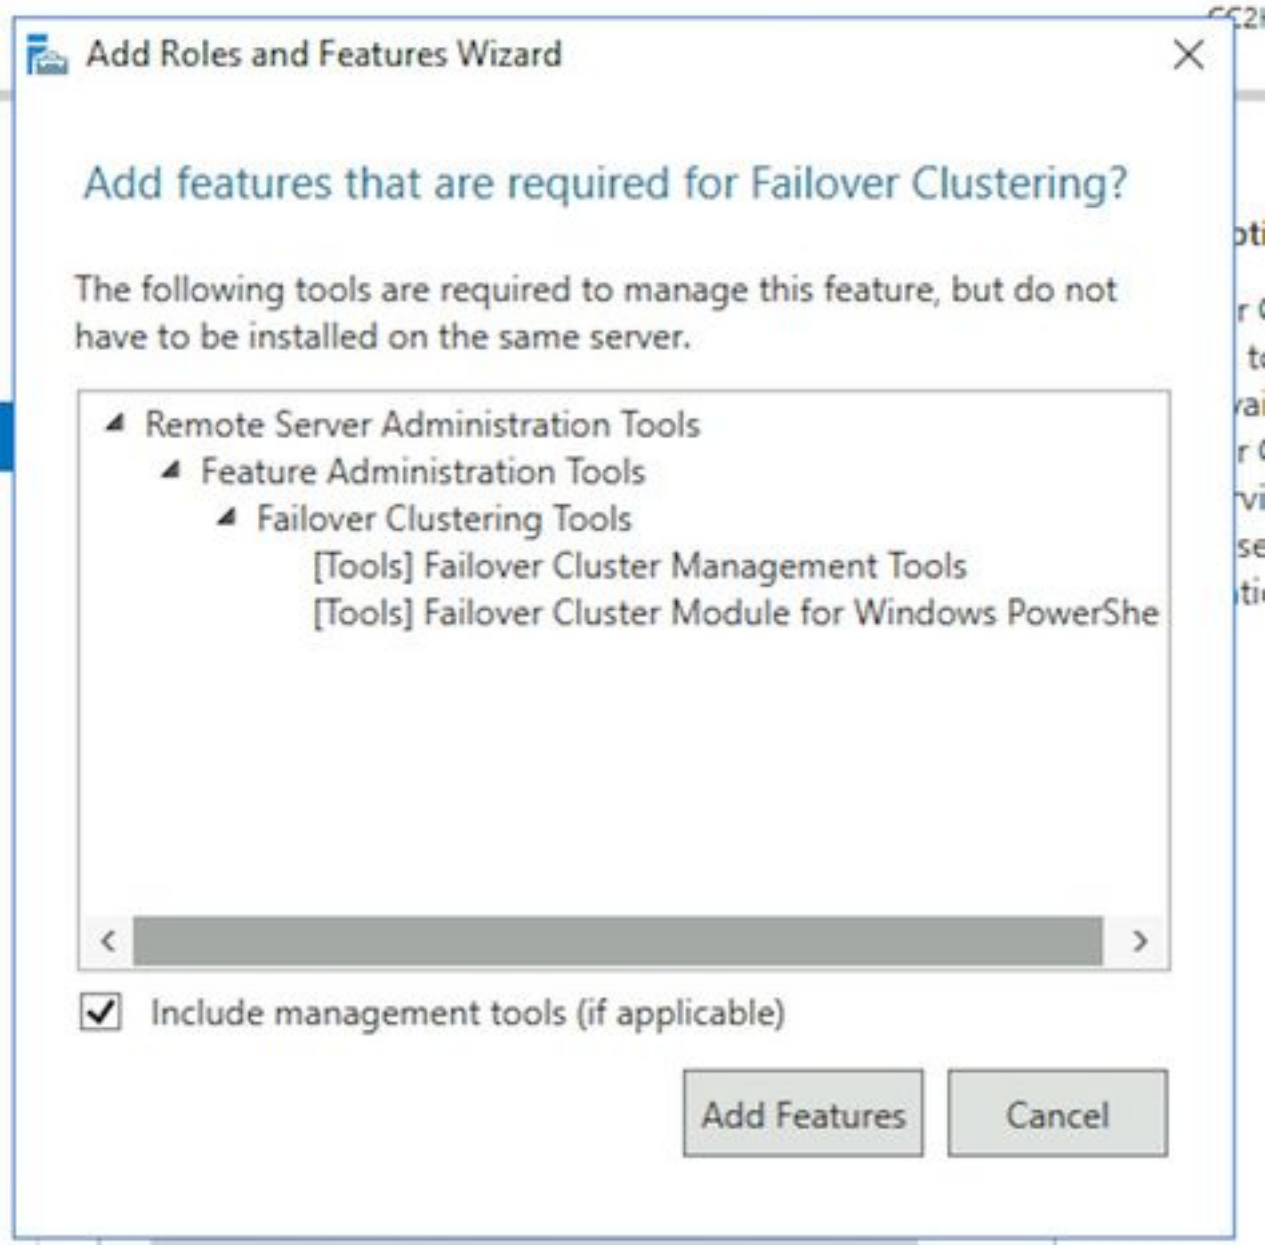 Add Roles and Features Wizard
Add features that are required for Failover Clustering?
The following tools are required to manage this feature, but do not
have to be installed on the same server.
Remote Server Administration Tools
Feature Administration Tools
Failover Clustering Tools
[Tools] Failover Cluster Management Tools
[Tools] Failover Cluster Module for Windows PowerShe
Include management tools (if applicable)
Add Features
Cancel